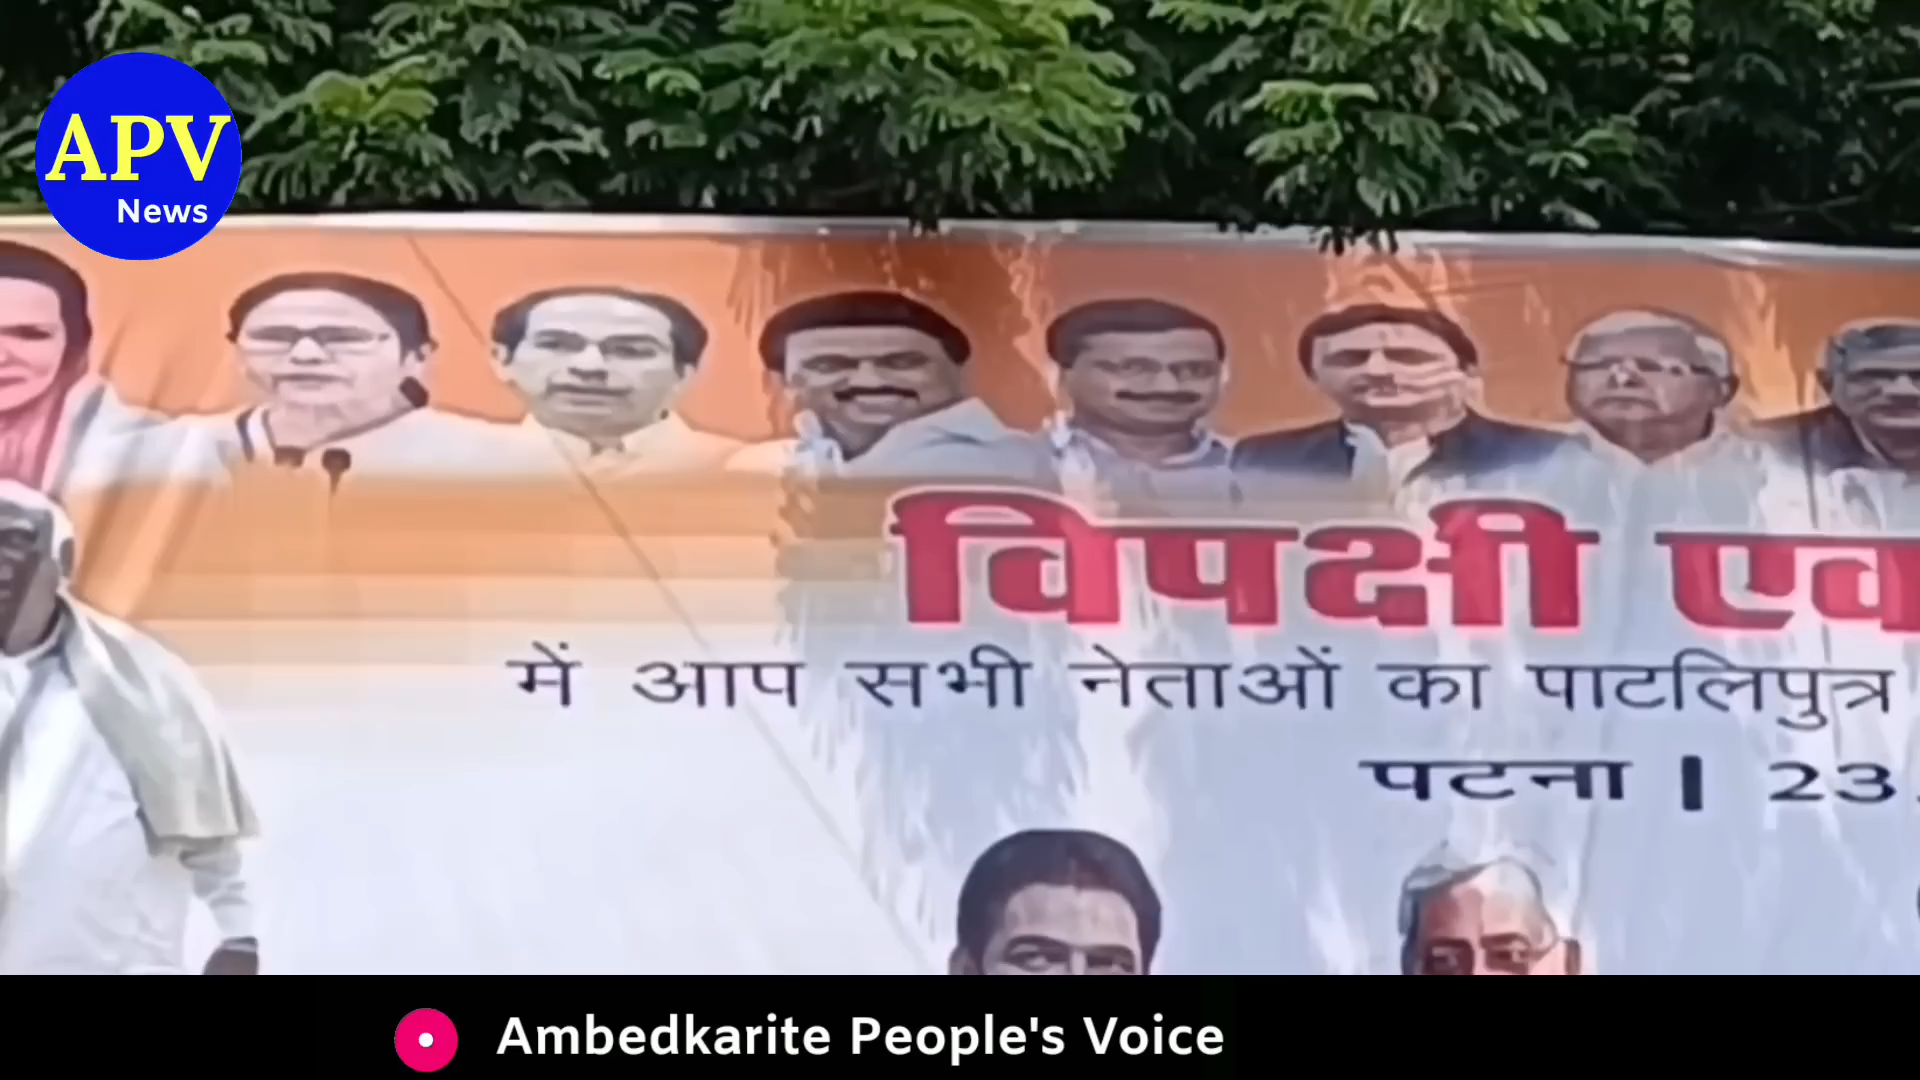 APV
News
विपक्षी
में आप सभी नेताओं का पाटलिपुत्र
पटना | 23
Ambedkarite People's Voice